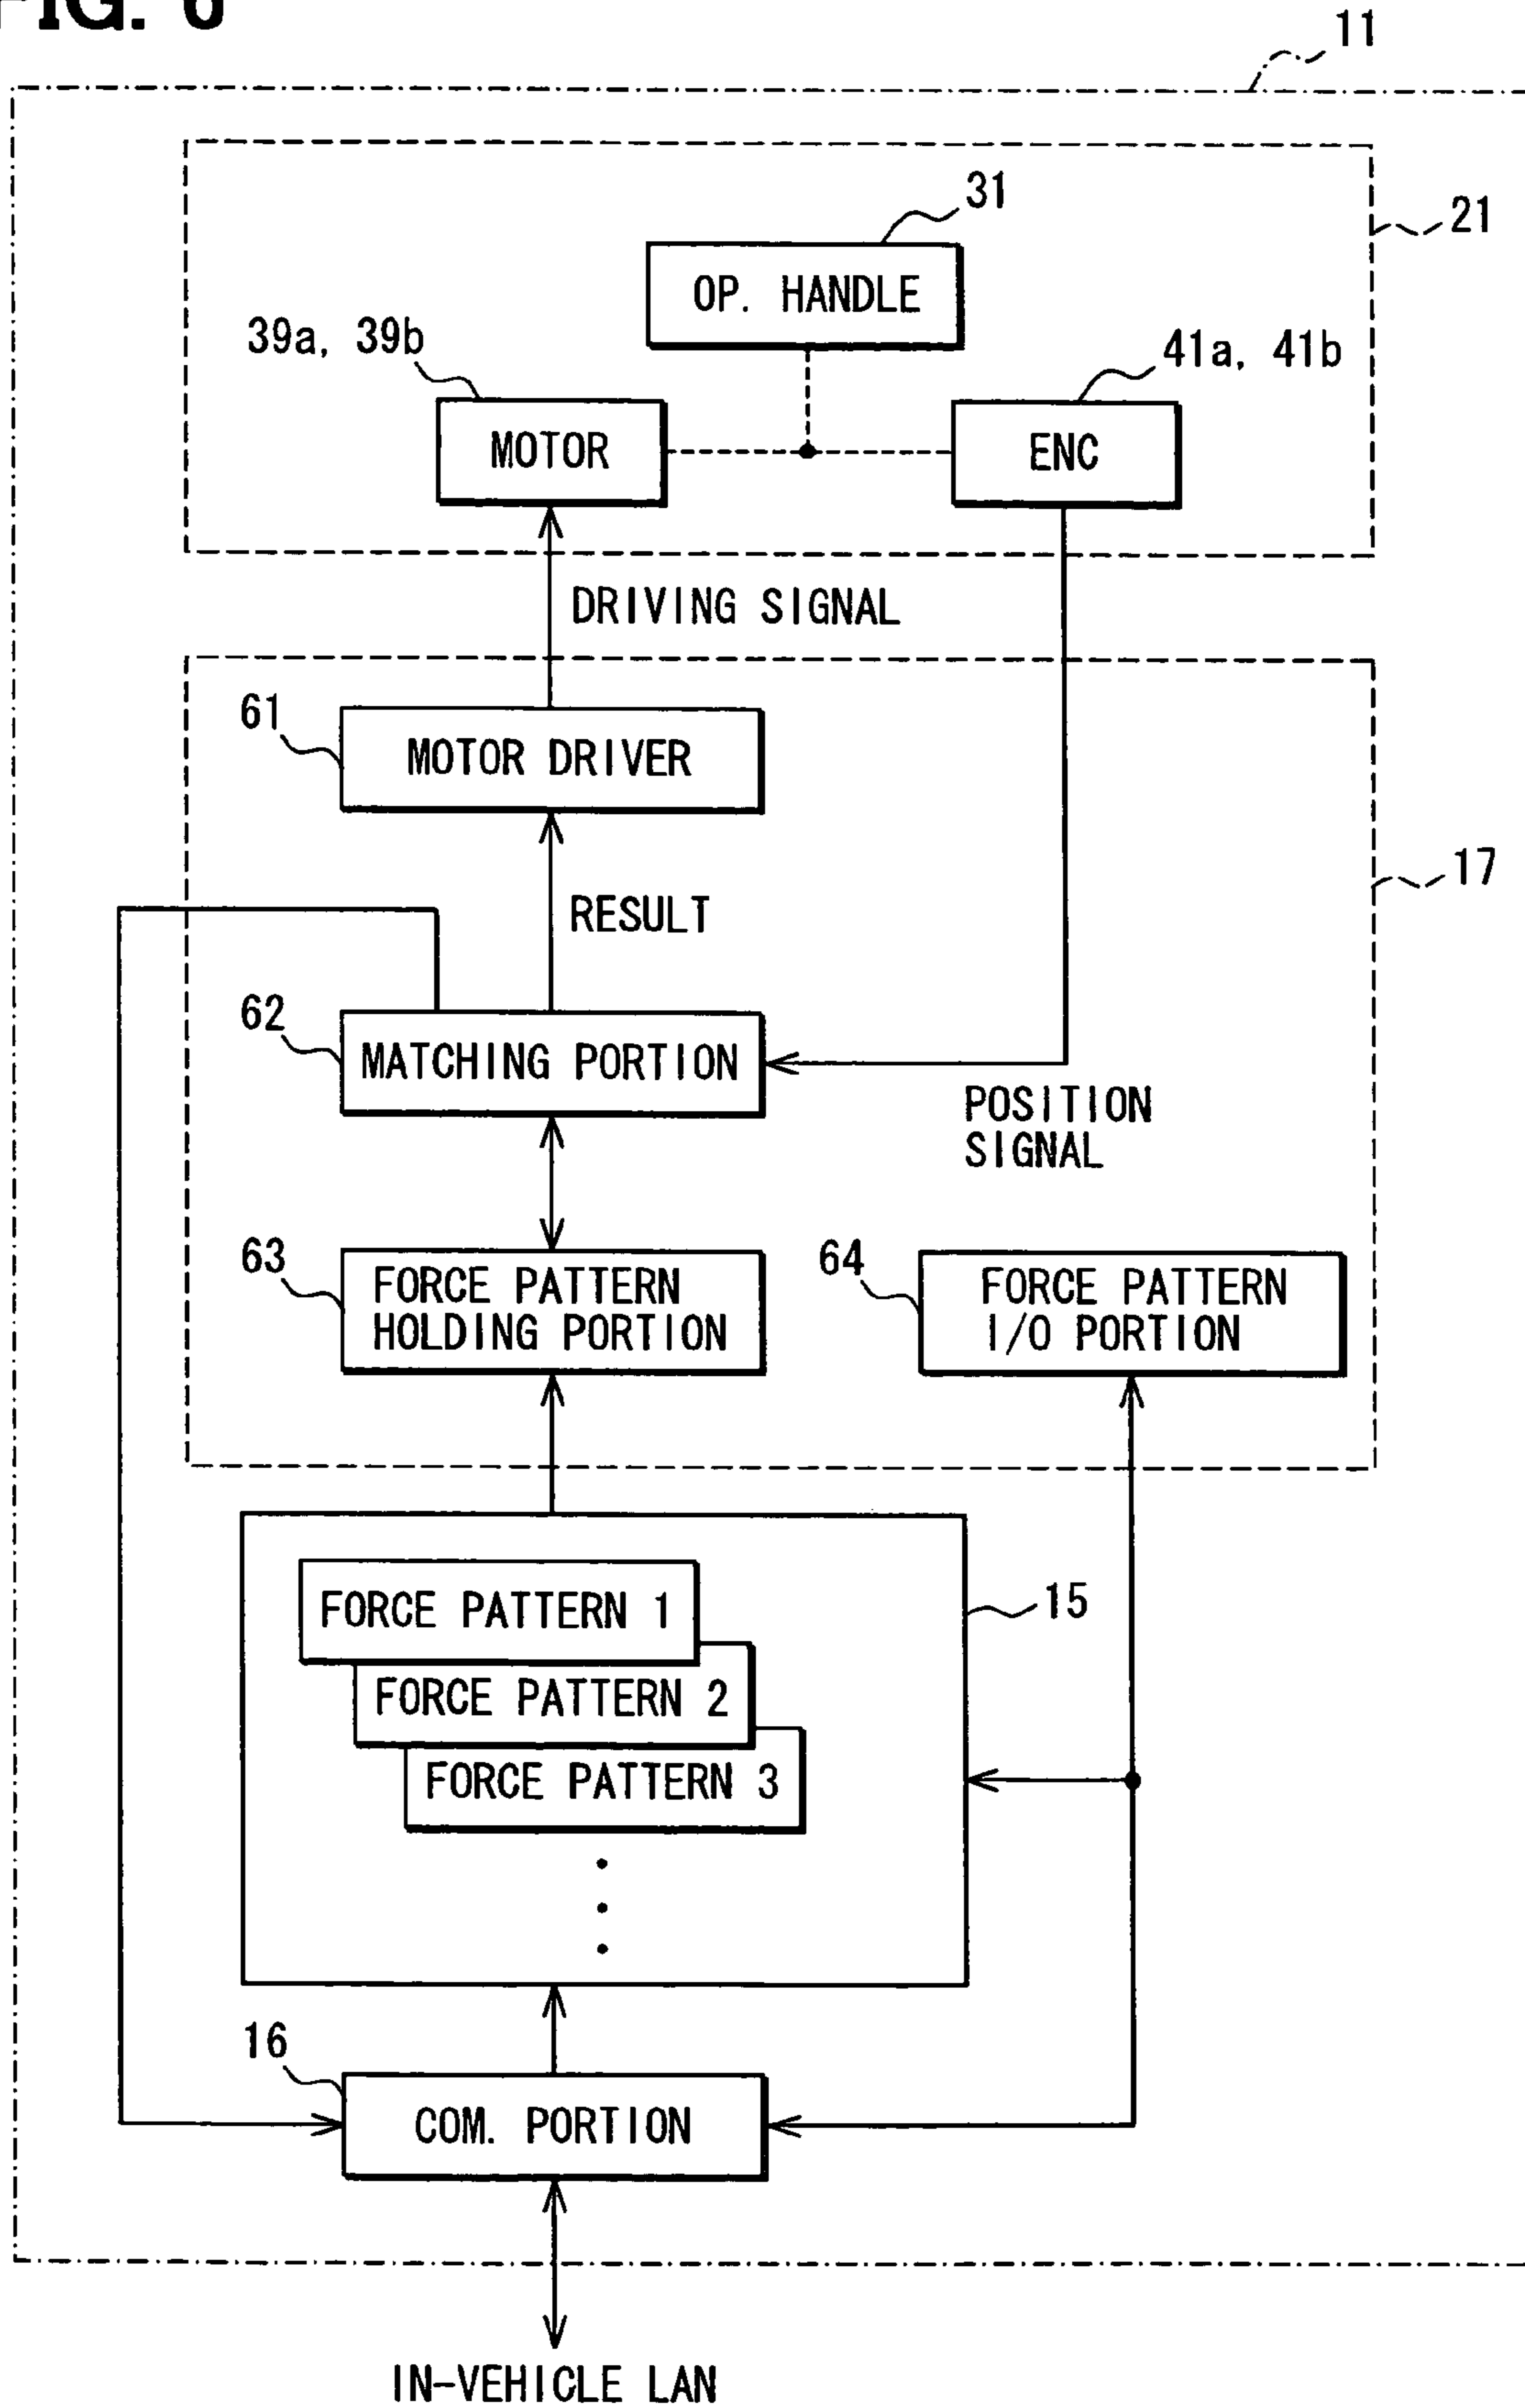 FIG. 6
11
31
21
OP. HANDLE
39a, 39b
41a, 41b
MOTOR
ENC
DRIVING SIGNAL
61
MOTOR DRIVER
17
RESULT
62
MATCHING PORTION
POSITION
SIGNAL
63
FORCE PATTERN
HOLDING PORTION
64
FORCE PATTERN
I/O PORTION
FORCE PATTERN 1
15
FORCE PATTERN 2
FORCE PATTERN 3
16
COM. PORTION
IN-VEHICLE LAN